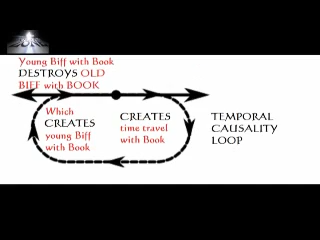 Young Biff with Book
DESTROYS OLD
BIFF with BOOK
Which
CREATES
young Biff
with Book
CREATES
time travel
with Book
TEMPORAL
CAUSALITY
LOOP